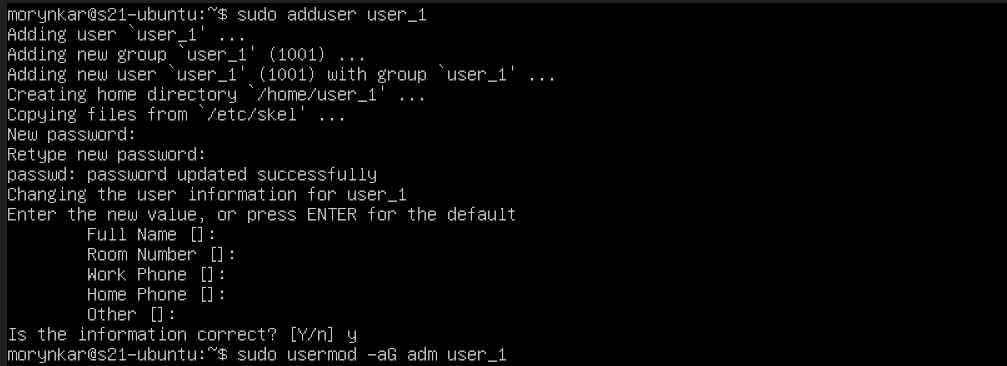 morynkar@s21-ubuntu:~$ sudo adduser user_1
Adding user `user_1' ...
Adding new group `user_1' (1001) ...
Adding new user `user_1' (1001) with group `user_1' ...
Creating home directory `/home/user_1' ...
Copying files from `/etc/skel' ...
New password:
Retype new password:
passwd: password updated successfully
Changing the user information for user_1
Enter the new value, or press ENTER for the default
        Full Name []:
        Room Number []:
        Work Phone []:
        Home Phone []:
        Other []:
Is the information correct? [Y/n] y
morynkar@s21-ubuntu:~$ sudo usermod -aG adm user_1